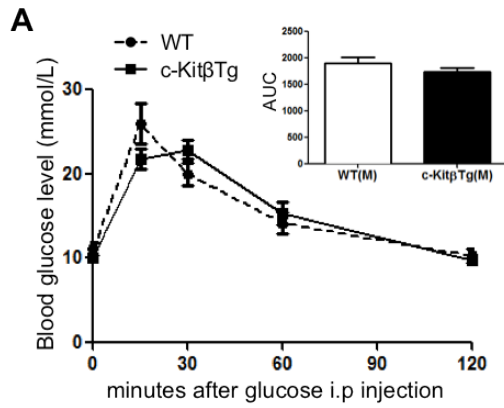 A
WT
c-KitβTg
Blood glucose level (mmol/L)
30
20
10
0
0
30
60
90
120
minutes after glucose i.p injection
AUC
2500
2000
1500
1000
500
0
WT(M)
c-KitβTg(M)